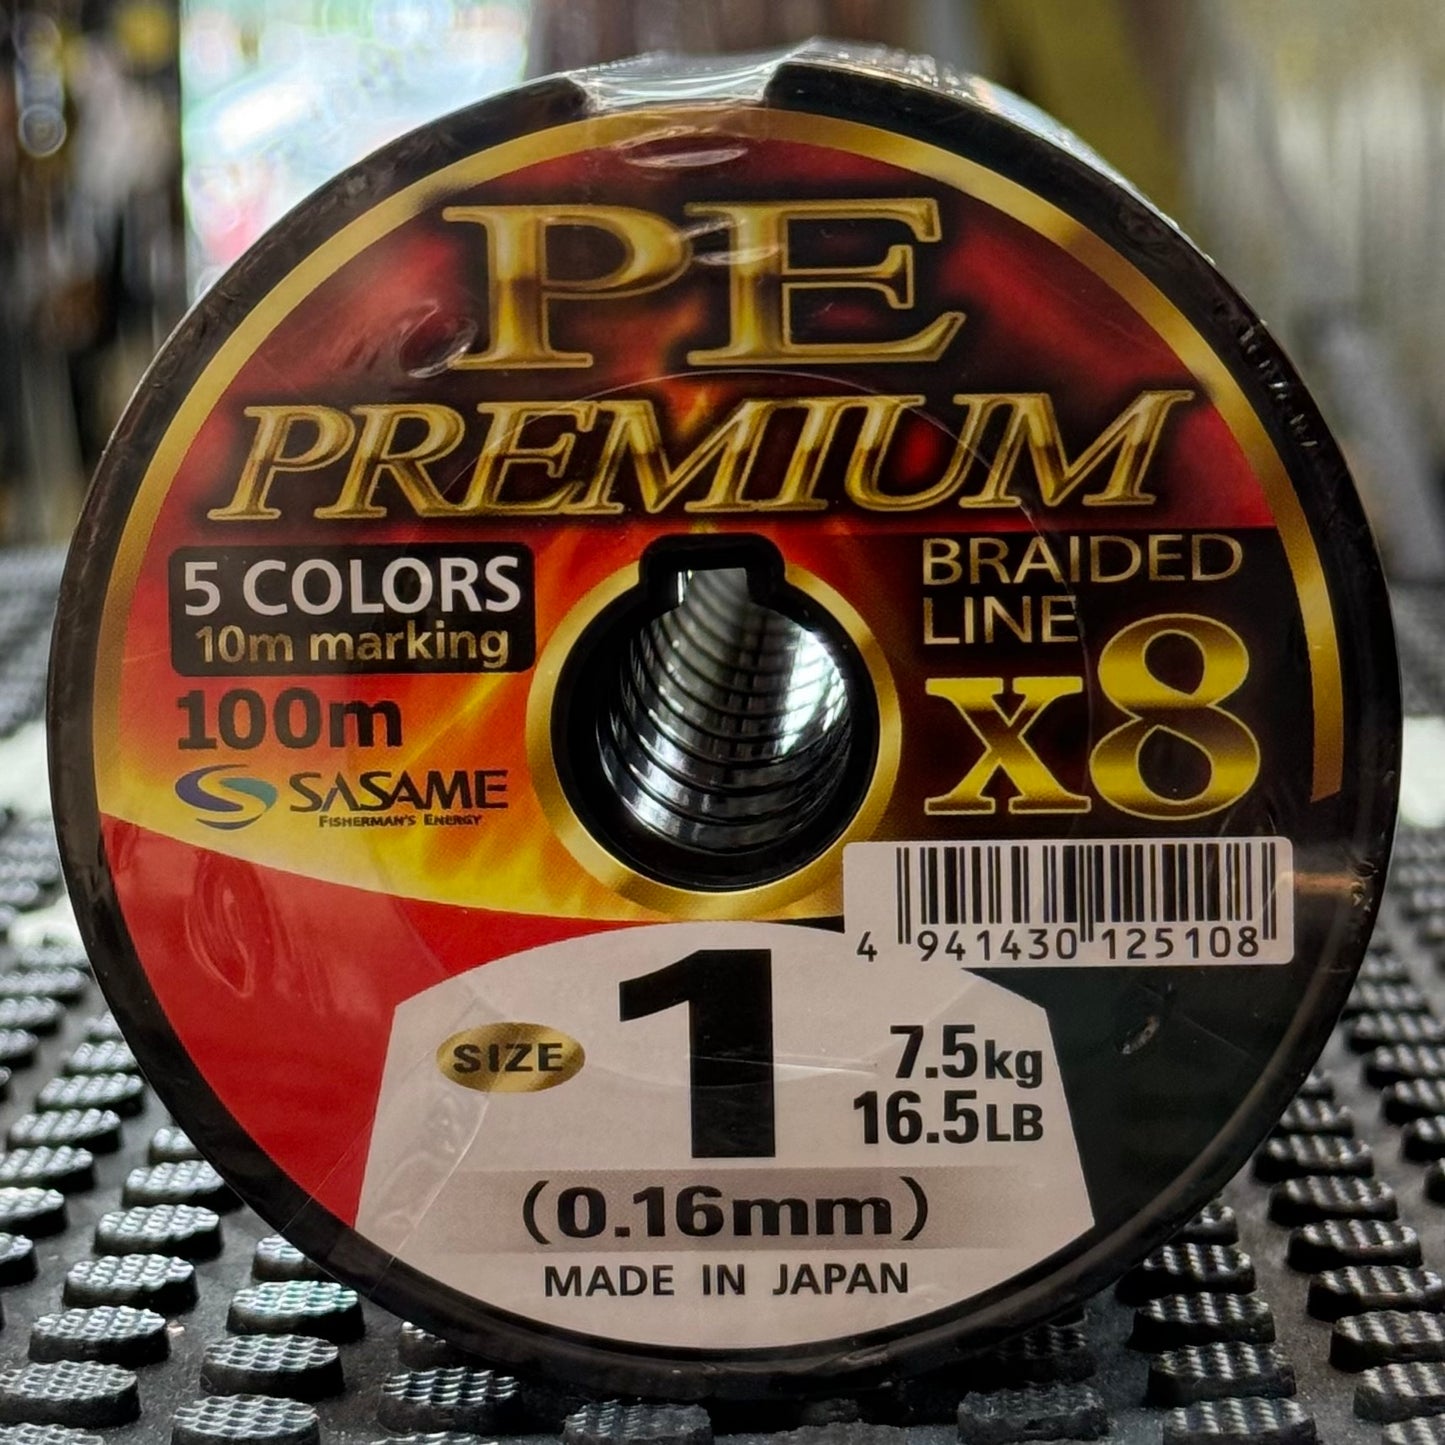 PE
PREMIUM
5 COLORS
10m marking
100m
SASAME
FISHERMAN'S ENERGY
BRAIDED
LINE
x8
4 941430 125108
SIZE
1
7.5kg
16.5LB
(0.16mm)
MADE IN JAPAN